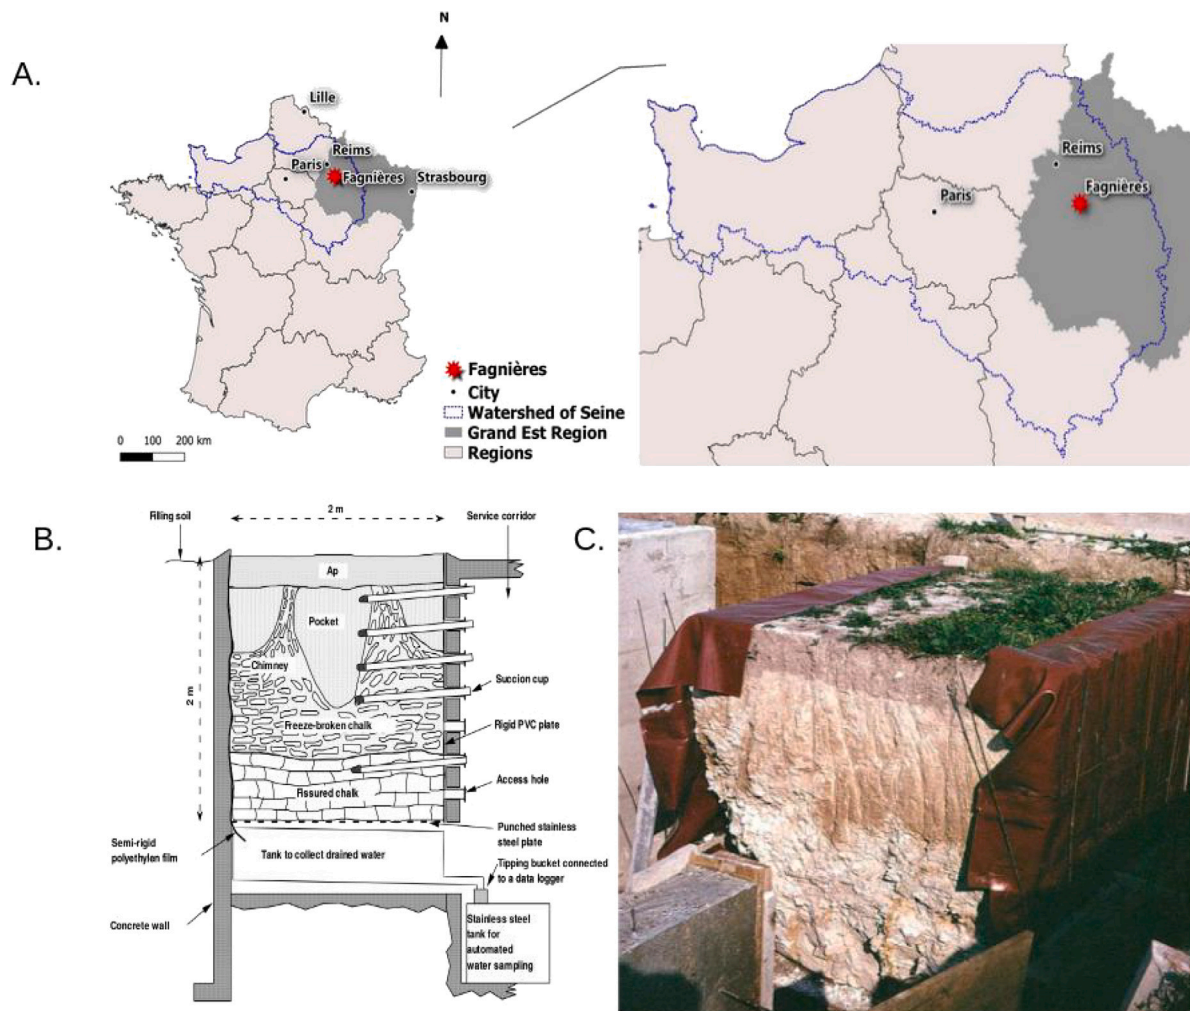 A.
N
Lille
Reims
Paris
Fagnières
Strasbourg
Fagnières
City
Watershed of Seine
Grand Est Region
Regions
0 100 200 km
Reims
Fagnières
Paris
B.
Filling soil
2 m
Service corridor
Ap
Pocket
Chimney
2 m
Succion cup
Freeze-broken chalk
Rigid PVC plate
Fissured chalk
Access hole
Punched stainless
steel plate
Semi-rigid
polyethylen film
Tank to collect drained water
Tipping bucket connected
to a data logger
Concrete wall
Stainless steel
tank for
automated
water sampling
C.